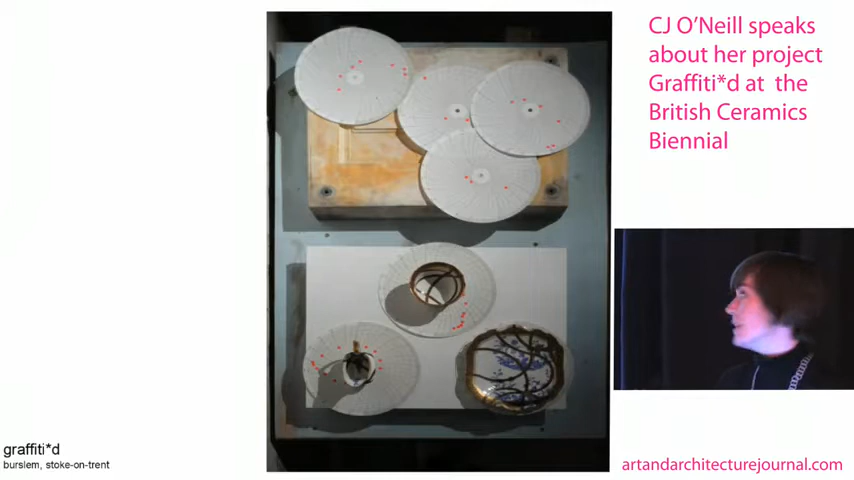 CJ O’Neill speaks
about her project
Graffiti*d at the
British Ceramics
Biennial
graffiti*d
burslem, stoke-on-trent
artandarchitecturejournal.com